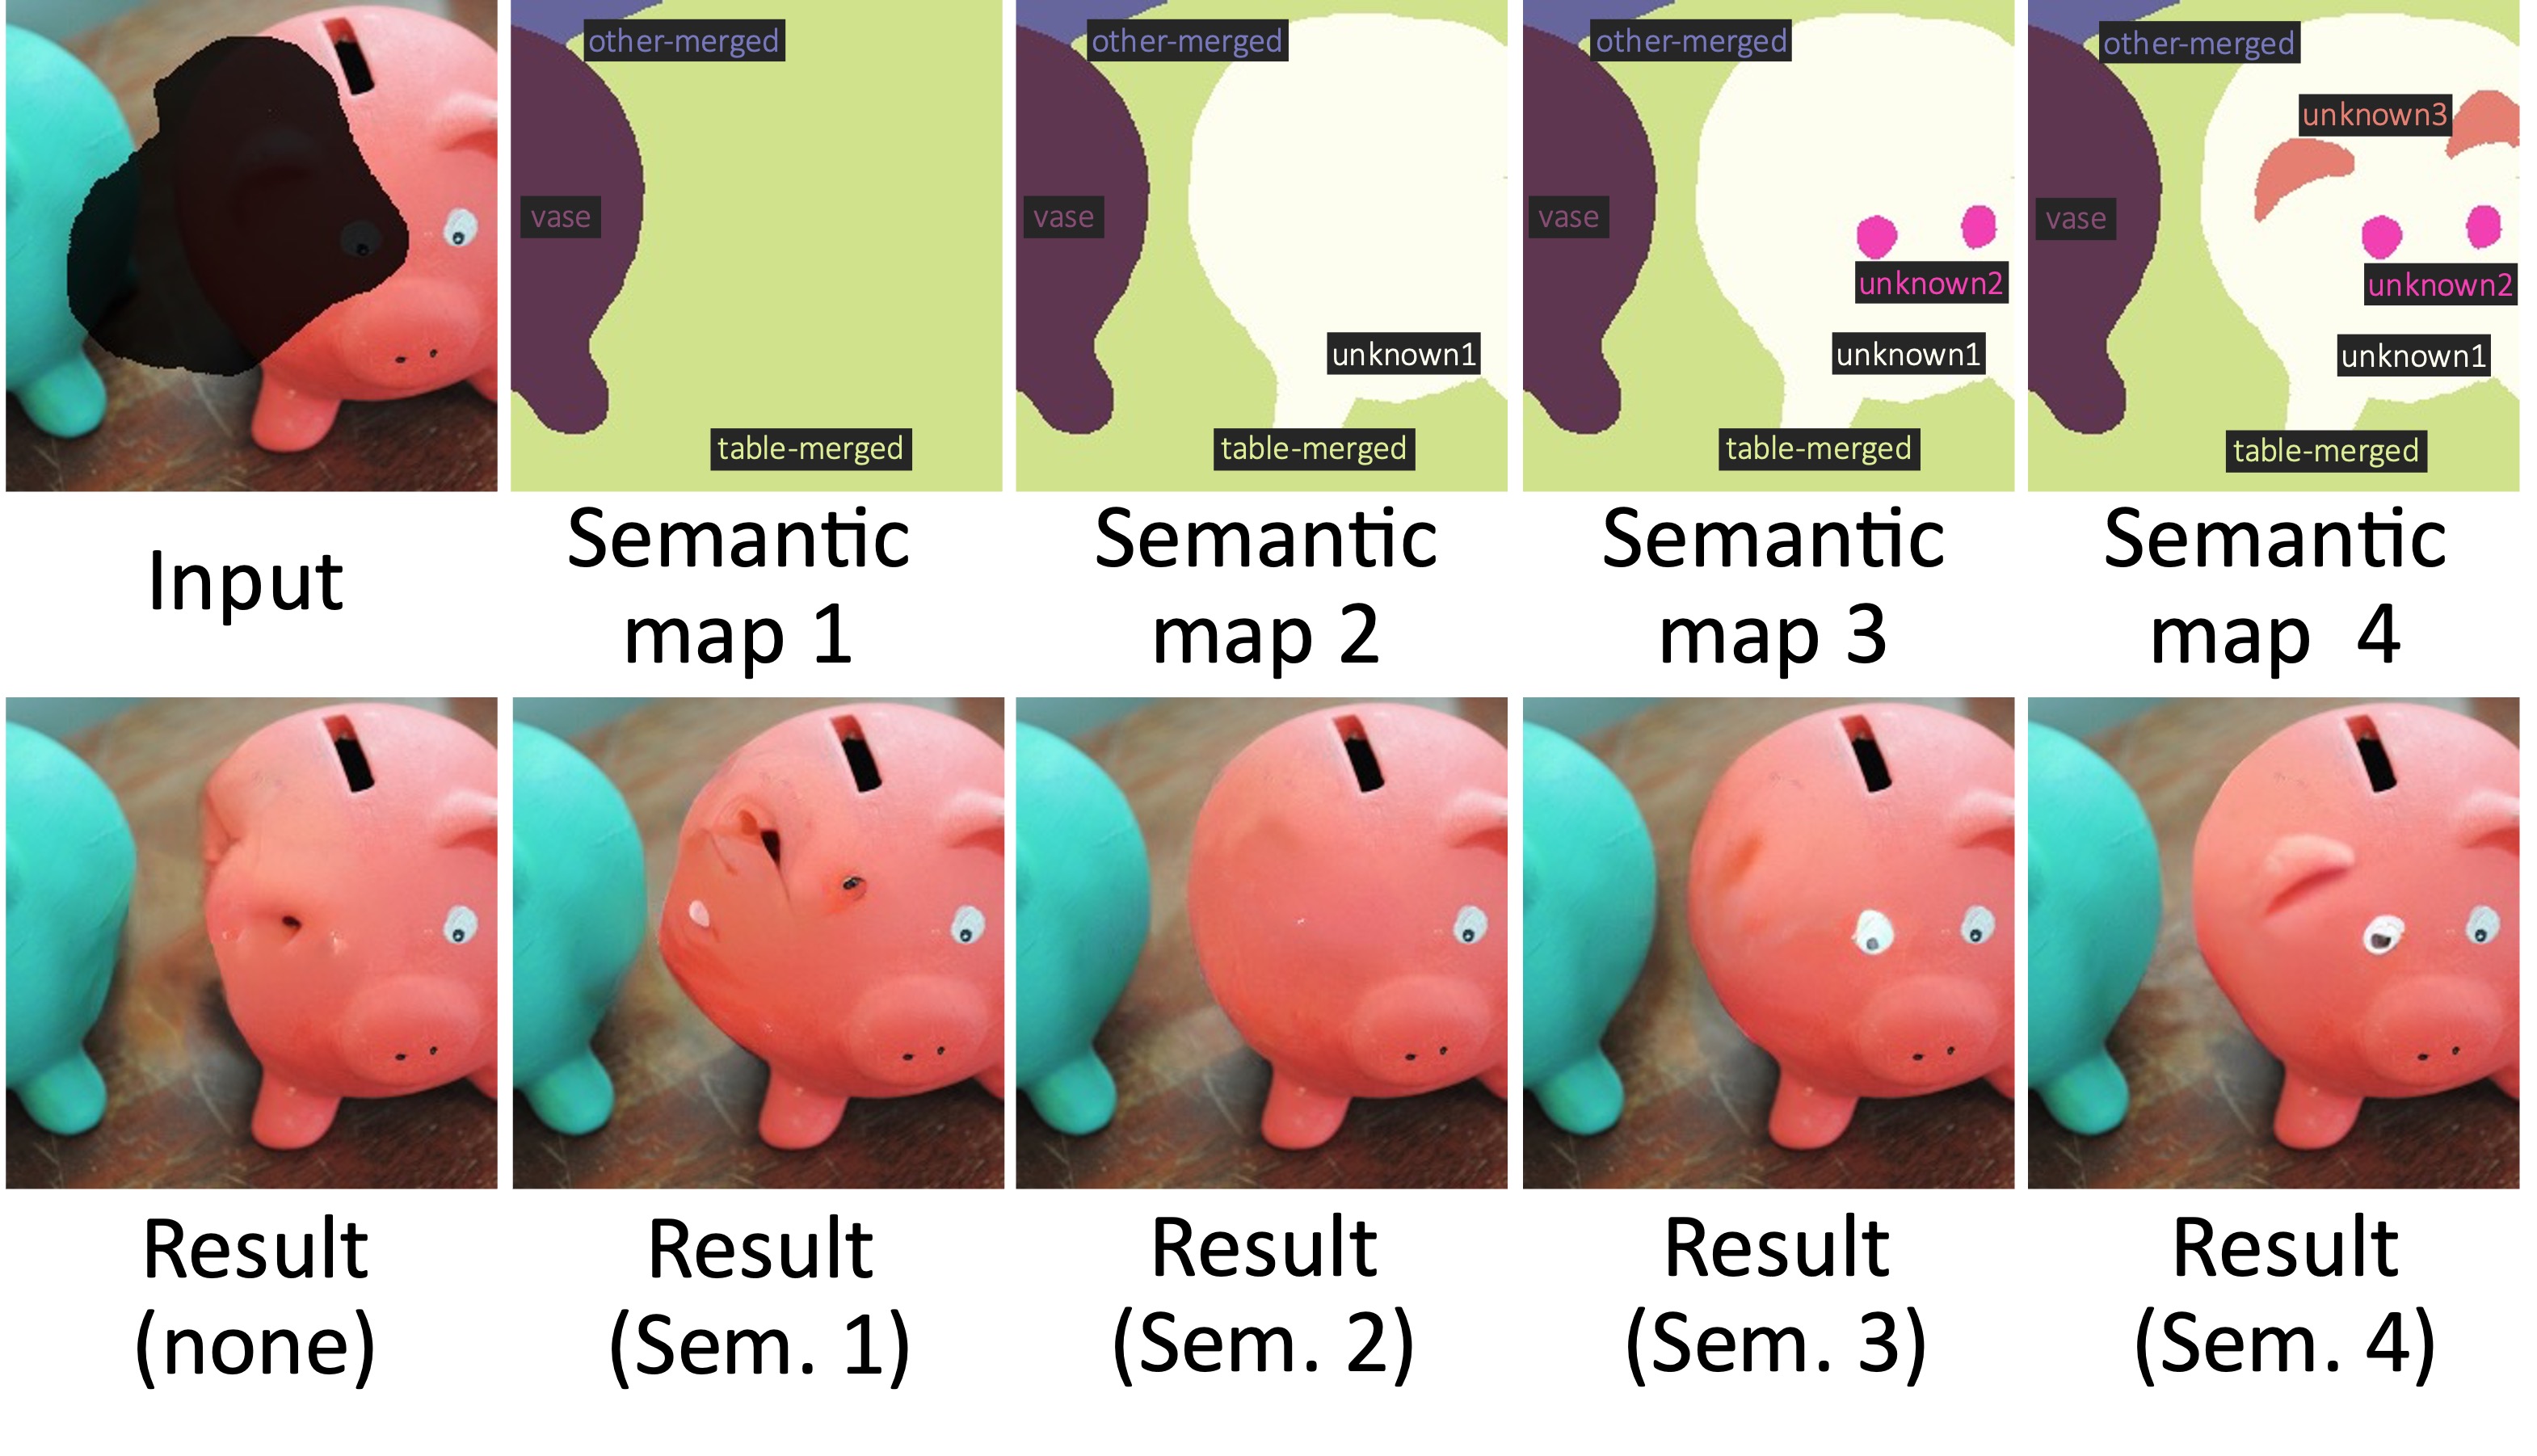 other-merged
vase
table-merged
other-merged
vase
unknown1
table-merged
other-merged
vase
unknown2
unknown1
table-merged
other-merged
unknown3
vase
unknown2
unknown1
table-merged
Input
Semantic
map 1
Semantic
map 2
Semantic
map 3
Semantic
map 4
Result
(none)
Result
(Sem. 1)
Result
(Sem. 2)
Result
(Sem. 3)
Result
(Sem. 4)